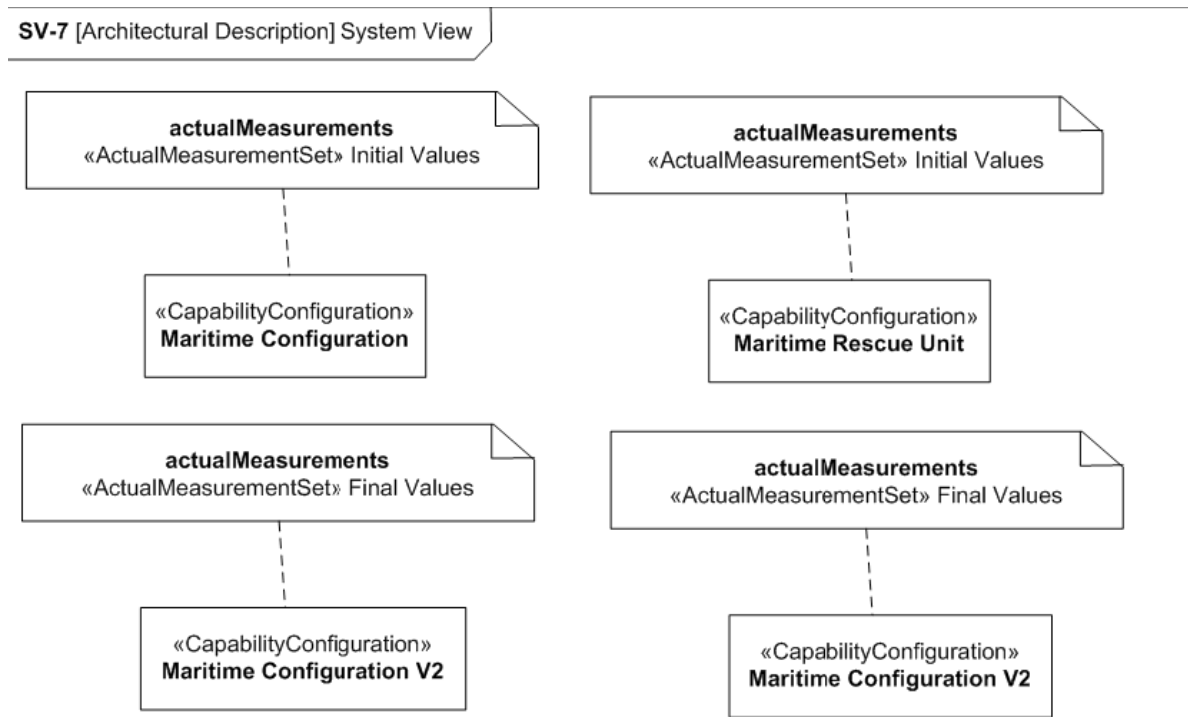 SV-7 [Architectural Description] System View
actualMeasurements
«ActualMeasurementSet» Initial Values
actualMeasurements
«ActualMeasurementSet» Initial Values
«CapabilityConfiguration»
Maritime Configuration
«CapabilityConfiguration»
Maritime Rescue Unit
actualMeasurements
«ActualMeasurementSet» Final Values
actualMeasurements
«ActualMeasurementSet» Final Values
«CapabilityConfiguration»
Maritime Configuration V2
«CapabilityConfiguration»
Maritime Configuration V2